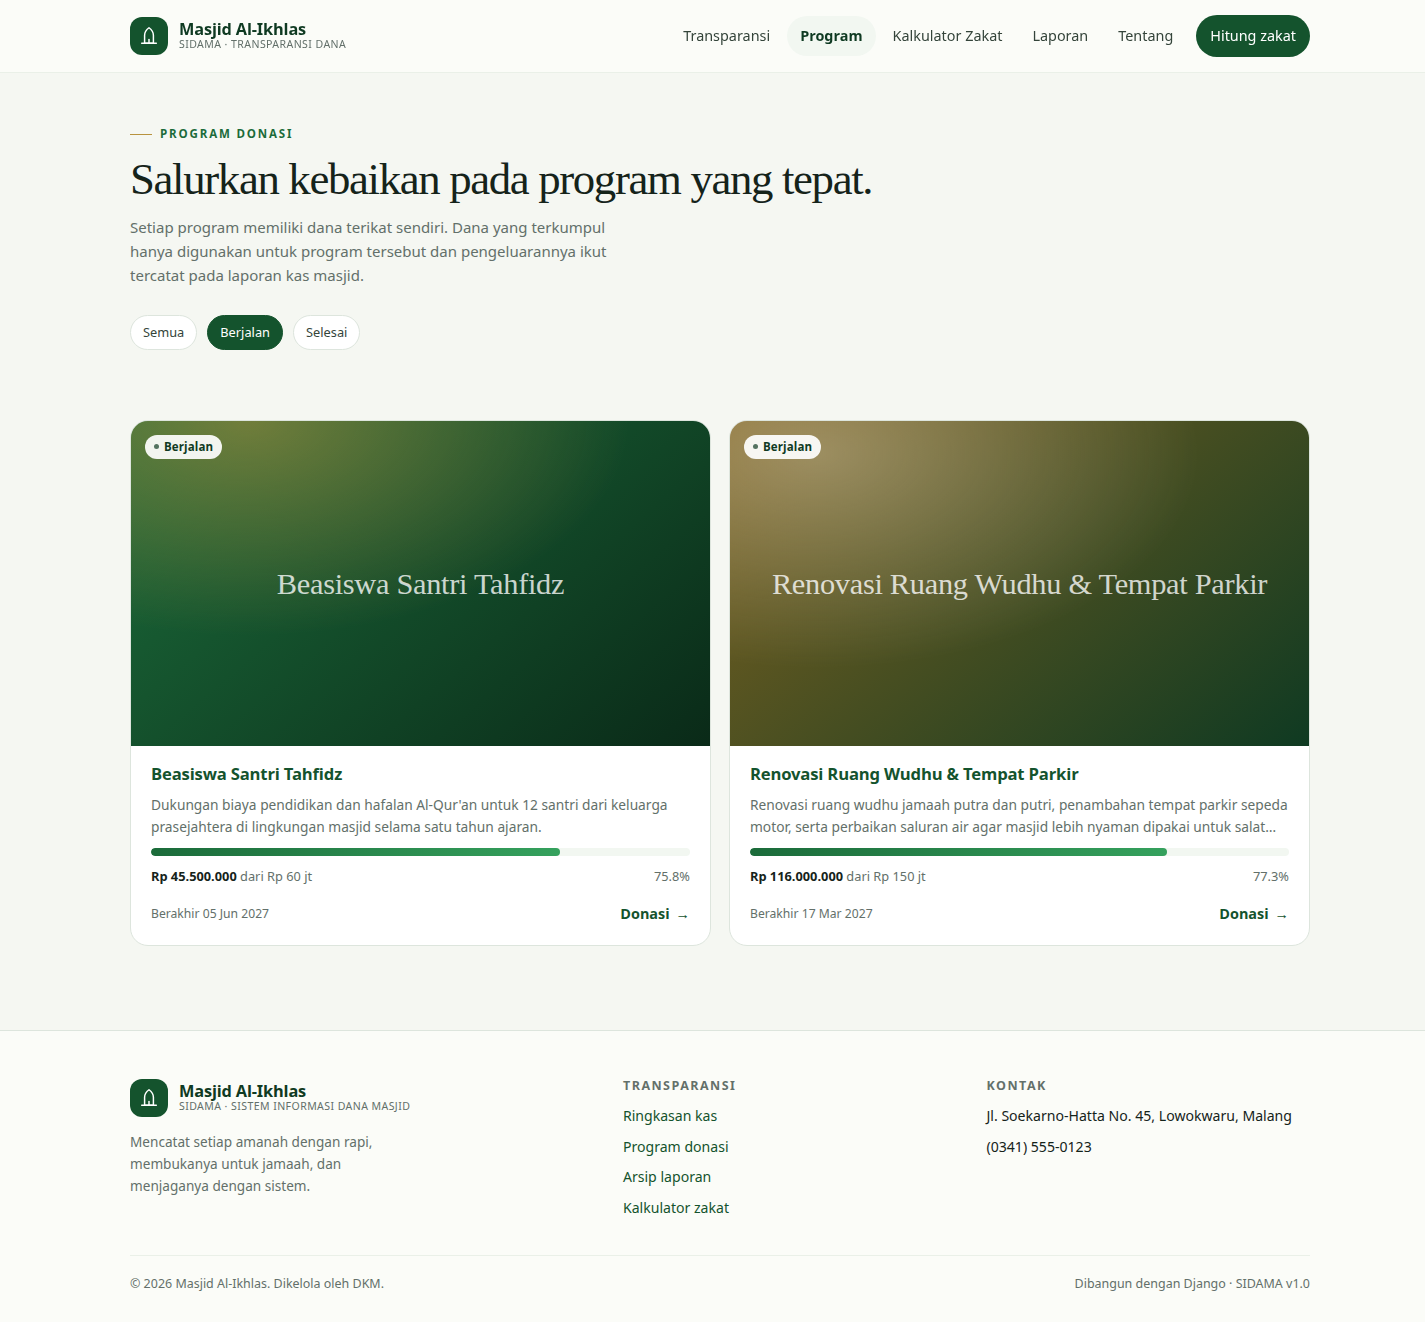 Masjid Al-Ikhlas
SIDAMA · TRANSPARANSI DANA
Transparansi
Program
Kalkulator Zakat
Laporan
Tentang
Hitung zakat
PROGRAM DONASI
Salurkan kebaikan pada program yang tepat.
Setiap program memiliki dana terikat sendiri. Dana yang terkumpul
hanya digunakan untuk program tersebut dan pengeluarannya ikut
tercatat pada laporan kas masjid.
Semua
Berjalan
Selesai
Berjalan
Beasiswa Santri Tahfidz
Beasiswa Santri Tahfidz
Dukungan biaya pendidikan dan hafalan Al-Qur'an untuk 12 santri dari keluarga
prasejahtera di lingkungan masjid selama satu tahun ajaran.
Rp 45.500.000 dari Rp 60 jt
75.8%
Berakhir 05 Jun 2027
Donasi →
Berjalan
Renovasi Ruang Wudhu & Tempat Parkir
Renovasi Ruang Wudhu & Tempat Parkir
Renovasi ruang wudhu jamaah putra dan putri, penambahan tempat parkir sepeda
motor, serta perbaikan saluran air agar masjid lebih nyaman dipakai untuk salat...
Rp 116.000.000 dari Rp 150 jt
77.3%
Berakhir 17 Mar 2027
Donasi →
Masjid Al-Ikhlas
SIDAMA · SISTEM INFORMASI DANA MASJID
Mencatat setiap amanah dengan rapi,
membukanya untuk jamaah, dan
menjaganya dengan sistem.
TRANSPARANSI
Ringkasan kas
Program donasi
Arsip laporan
Kalkulator zakat
KONTAK
Jl. Soekarno-Hatta No. 45, Lowokwaru, Malang
(0341) 555-0123
© 2026 Masjid Al-Ikhlas. Dikelola oleh DKM.
Dibangun dengan Django · SIDAMA v1.0